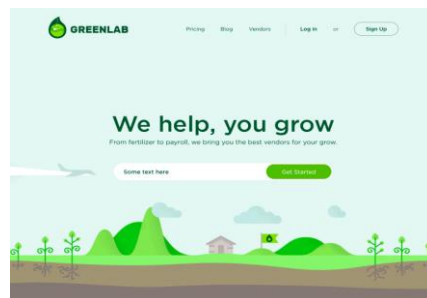 GREENLAB
Pricing Blog Vendors Log in or Sign Up
We help, you grow
From fertilizer to payroll, we bring you the best vendors for your grow.
Some text here Get Started